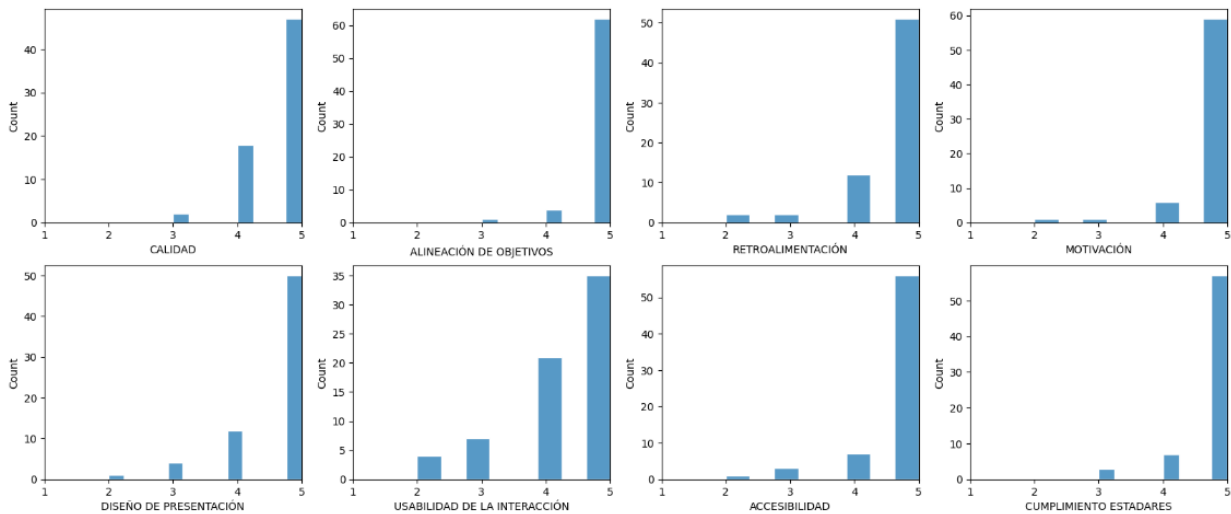 Count
40
30
20
10
0
1 2 3 4 5
CALIDAD
Count
60
50
40
30
20
10
0
1 2 3 4 5
ALINEACIÓN DE OBJETIVOS
Count
50
40
30
20
10
0
1 2 3 4 5
RETROALIMENTACIÓN
Count
60
50
40
30
20
10
0
1 2 3 4 5
MOTIVACIÓN
Count
50
40
30
20
10
0
1 2 3 4 5
DISEÑO DE PRESENTACIÓN
Count
35
30
25
20
15
10
5
0
1 2 3 4 5
USABILIDAD DE LA INTERACCIÓN
Count
50
40
30
20
10
0
1 2 3 4 5
ACCESIBILIDAD
Count
50
40
30
20
10
0
1 2 3 4 5
CUMPLIMIENTO ESTADARES